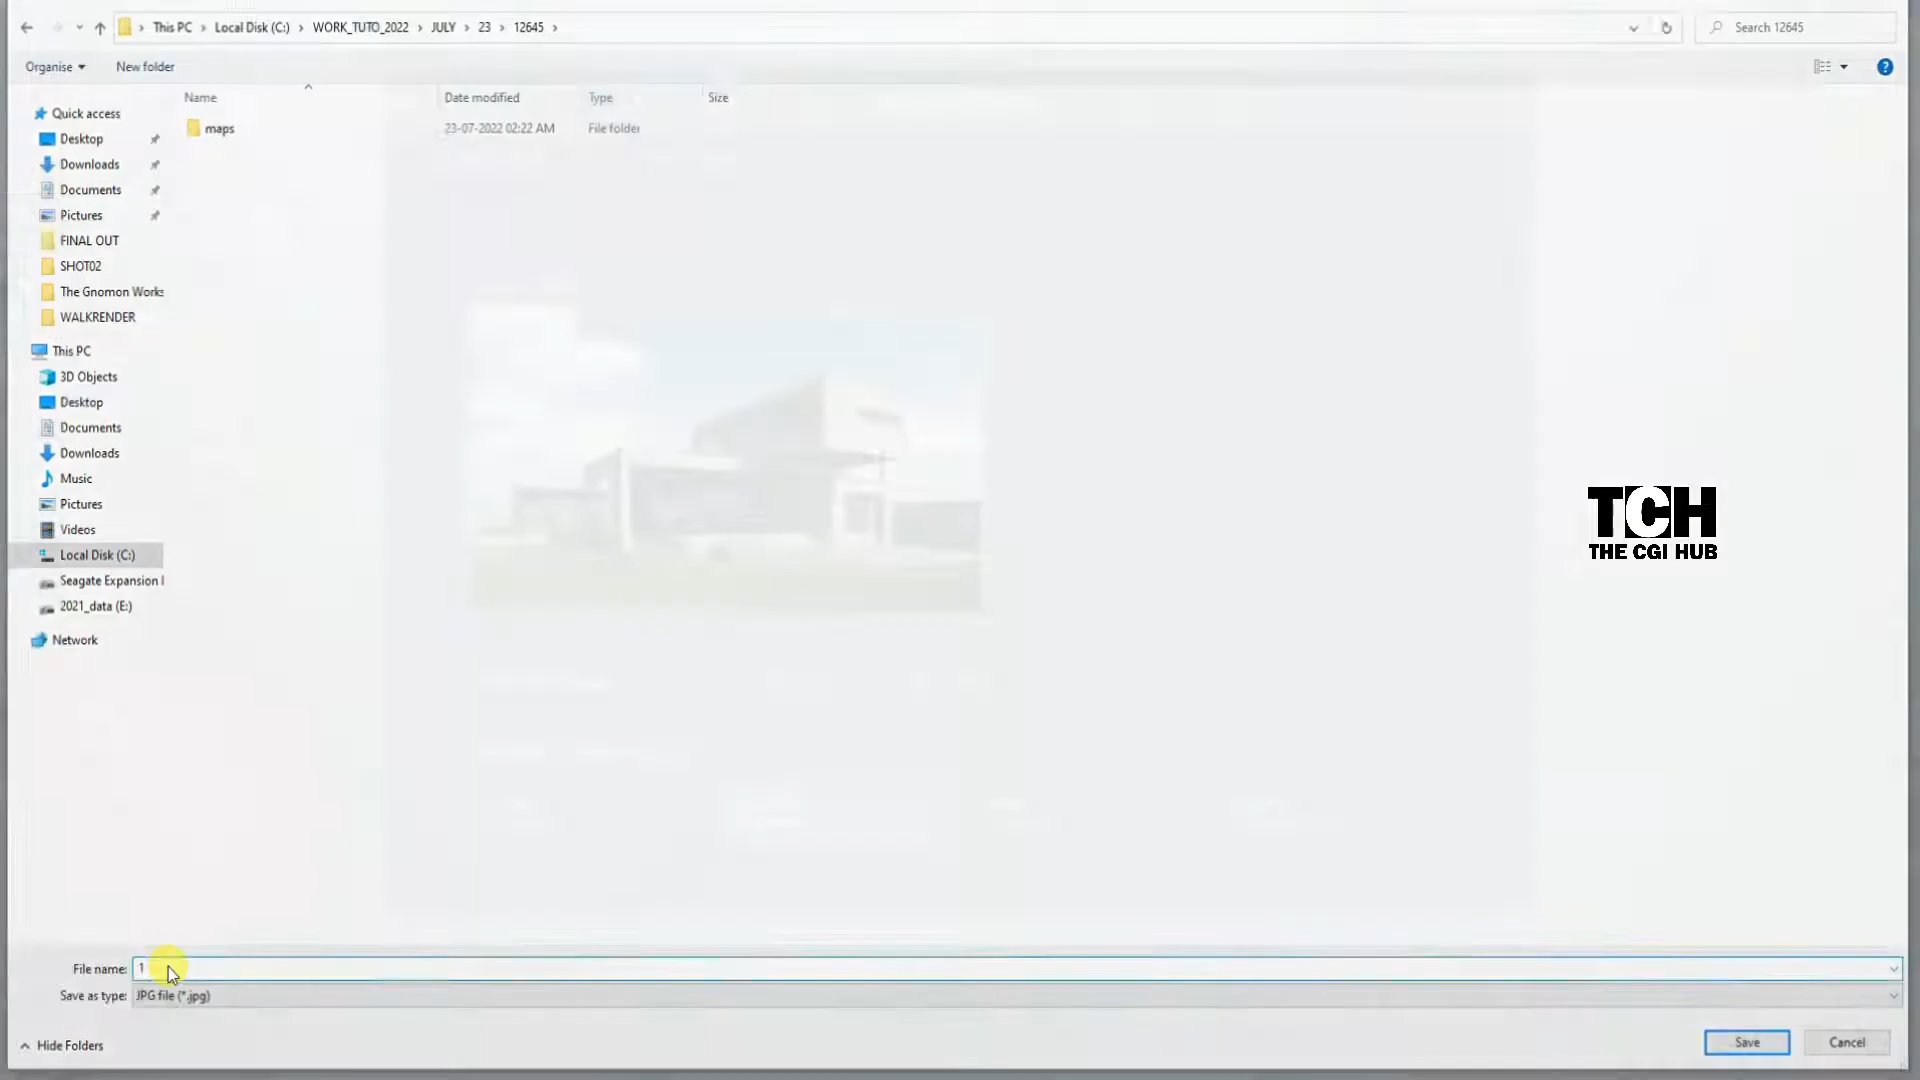 This PC > Local Disk (C:) > WORK_TUTO_2022 > JULY > 23 > 12645 >
Search 12645
Organise
New folder
Name
Date modified
Type
Size
maps
23-07-2022 02:22 AM
File folder
Quick access
Desktop
Downloads
Documents
Pictures
FINAL OUT
SHOT02
The Gnomon Works
WALKRENDER
This PC
3D Objects
Desktop
Documents
Downloads
Music
Pictures
Videos
Local Disk (C:)
Seagate Expansion
2021_data (E:)
Network
TCH
THE CGI HUB
File name: 1
Save as type: JPG file (*.jpg)
Hide Folders
Save
Cancel